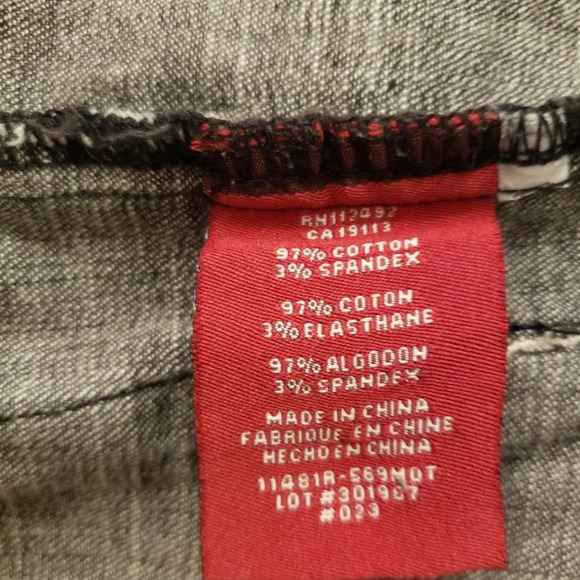 RN112492
CA19113
97% COTTON
3% SPANDEX
97% COTON
3% ELASTHANE
97% ALGODON
3% SPANDEX
MADE IN CHINA
FABRIQUE EN CHINE
HECHO EN CHINA
11481R-569MOT
LOT #301967
#023